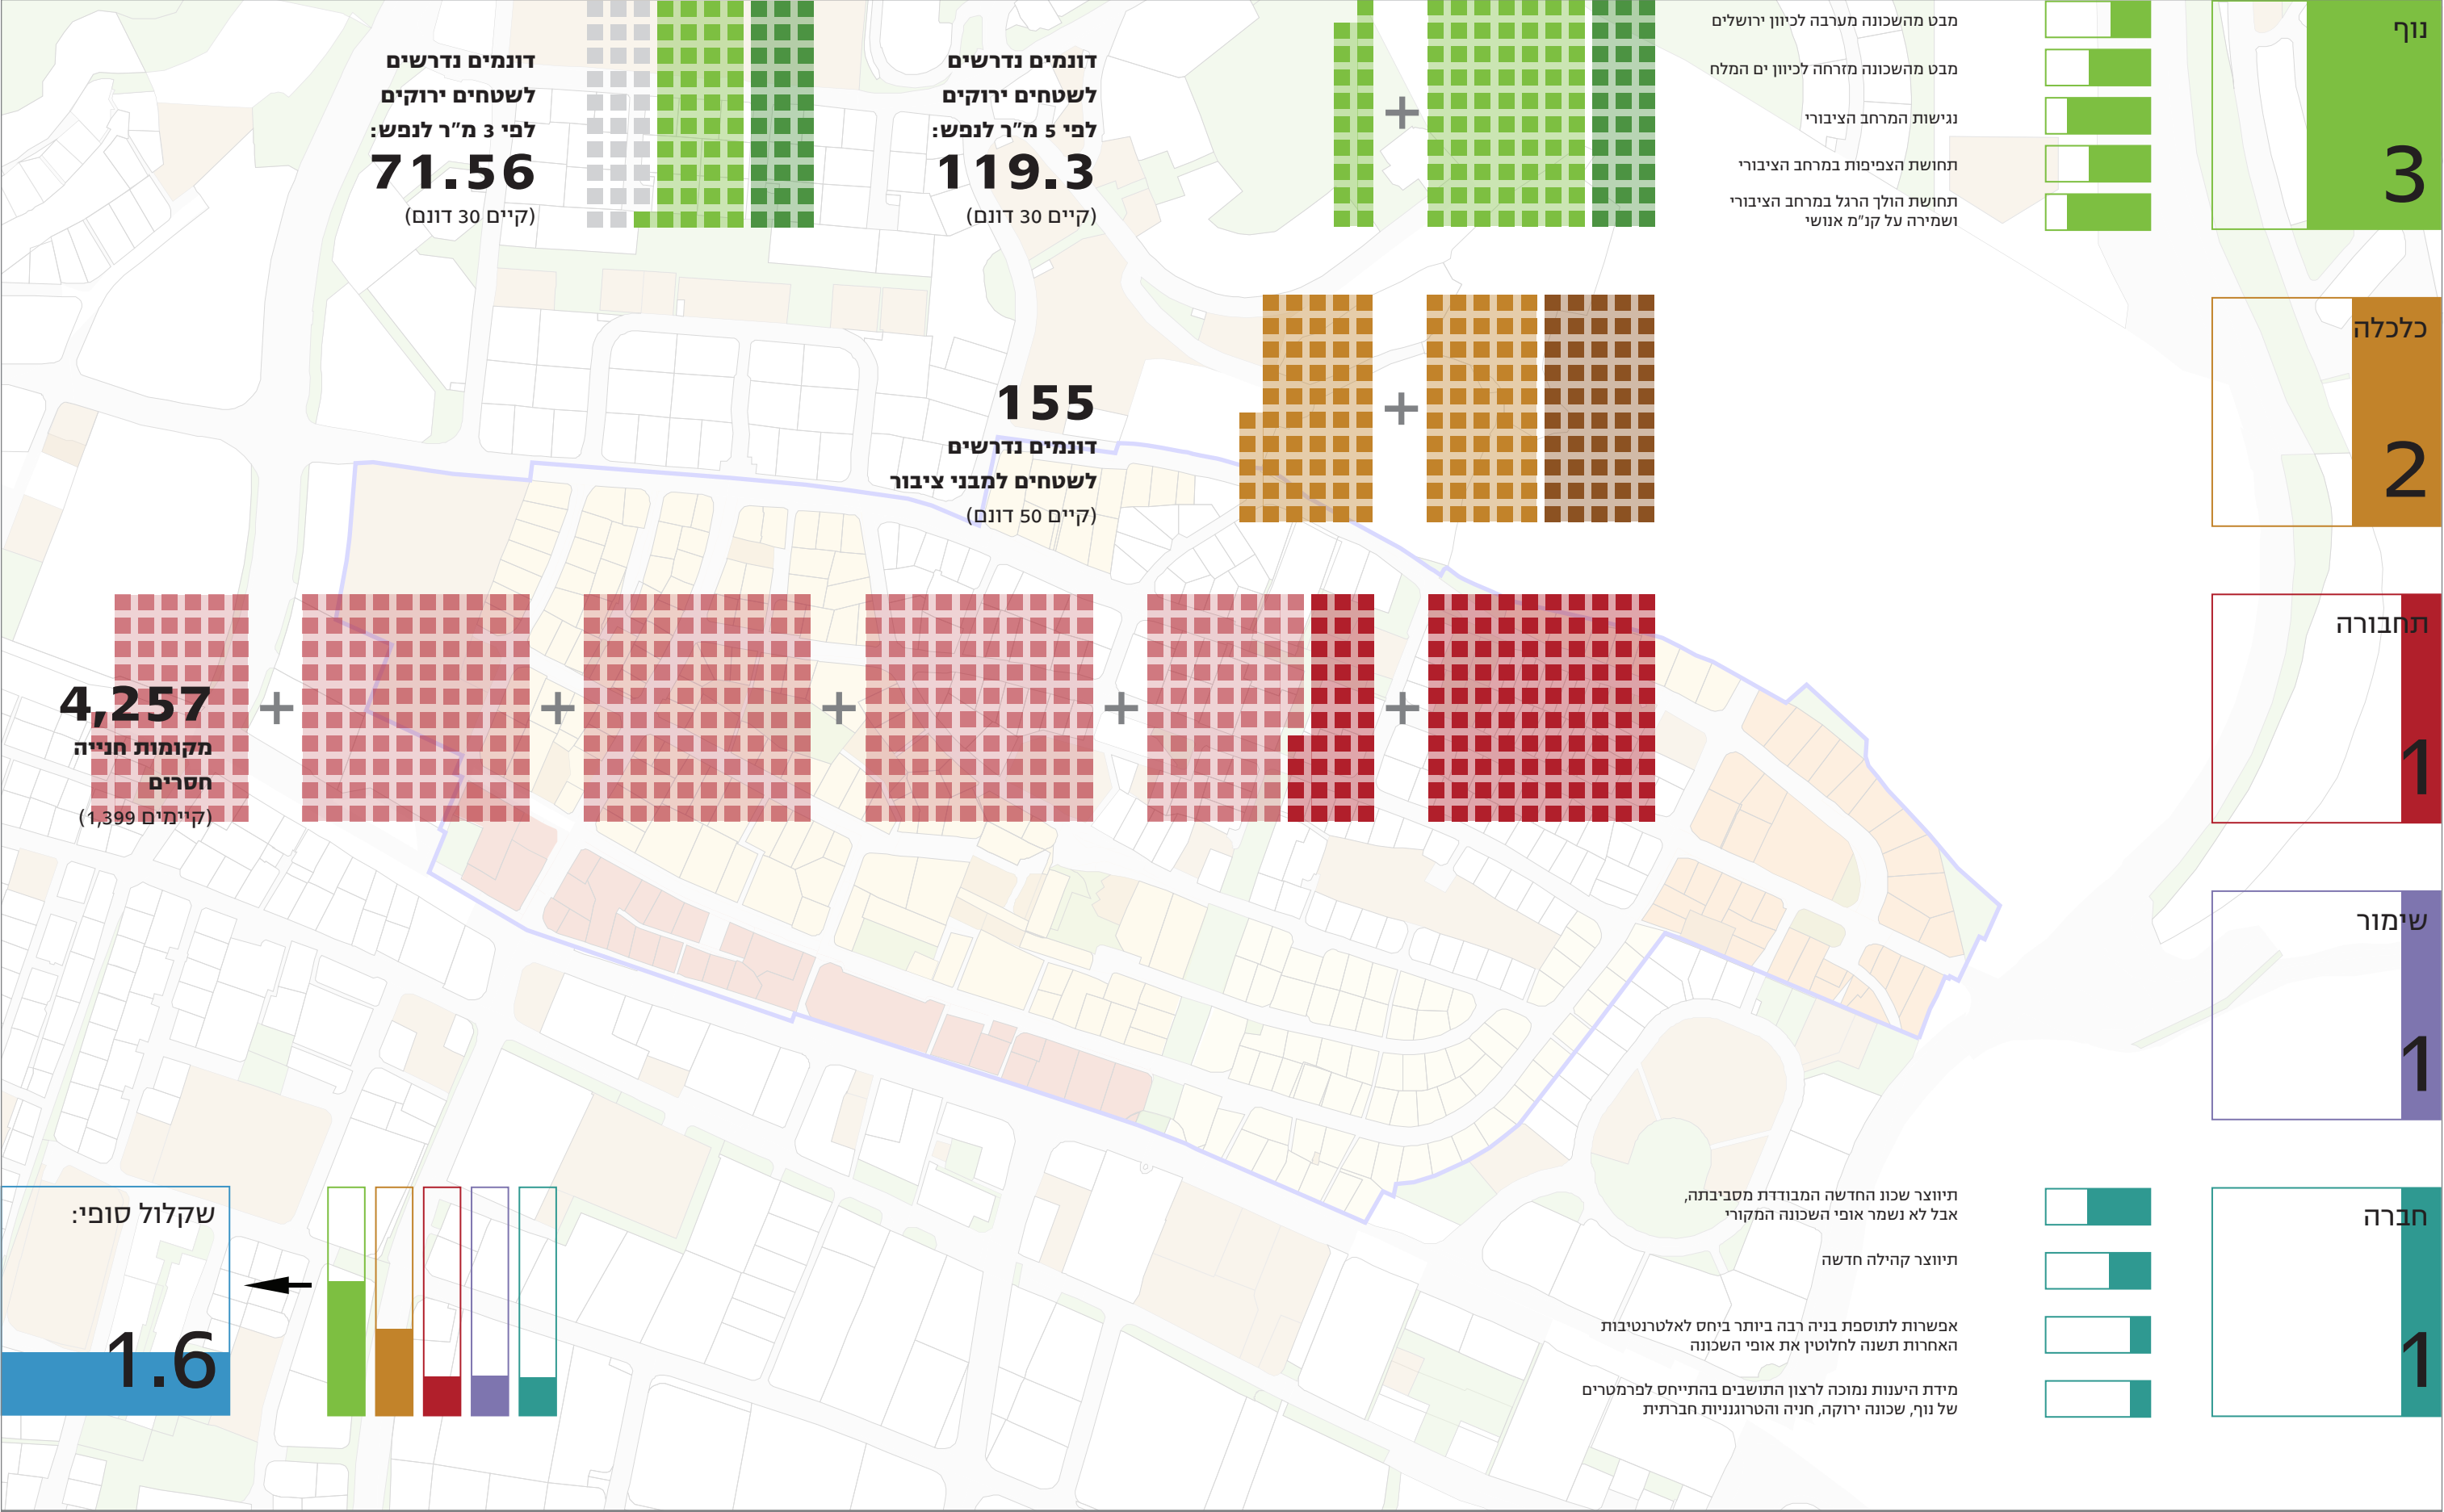 נוף
3
מבט מהשכונה מערבה לכיוון ירושלים
מבט מהשכונה מזרחה לכיוון ים המלח
נגישות המרחב הציבורי
תחושת הצפיפות במרחב הציבורי
תחושת הולך הרגל במרחב הציבורי
ושמירה על קנ"מ אנושי
+
דונמים נדרשים
לשטחים ירוקים
לפי 5 מ"ר לנפש:
119.3
(קיים 30 דונם)
דונמים נדרשים
לשטחים ירוקים
לפי 3 מ"ר לנפש:
71.56
(קיים 30 דונם)
כלכלה
2
+
155
דונמים נדרשים
לשטחים למבני ציבור
(קיים 50 דונם)
תחבורה
1
+
+
+
+
+
4,257
מקומות חנייה
חסרים
(קיימים 1,399)
שימור
1
חברה
1
תיווצר שכונו החדשה המבודדת מסביבתה,
אבל לא נשמר אופי השכונה המקורי
תיווצר קהילה חדשה
אפשרות לתוספת בניה רבה ביותר ביחס לאלטרנטיבות
האחרות תשנה לחלוטין את אופי השכונה
מידת היענות נמוכה לרצון התושבים בהתייחס לפרמטרים
של נוף, שכונה ירוקה, חניה והטרוגנניות חברתית
שקלול סופי:
1.6